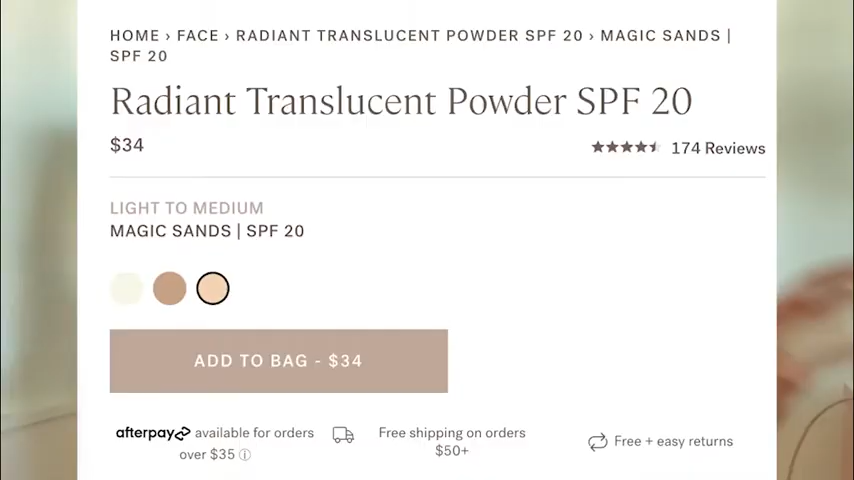 HOME › FACE › RADIANT TRANSLUCENT POWDER SPF 20 › MAGIC SANDS |
SPF 20
Radiant Translucent Powder SPF 20
$34
174 Reviews
LIGHT TO MEDIUM
MAGIC SANDS | SPF 20
ADD TO BAG - $34
afterpay available for orders
over $35
Free shipping on orders
$50+
Free + easy returns